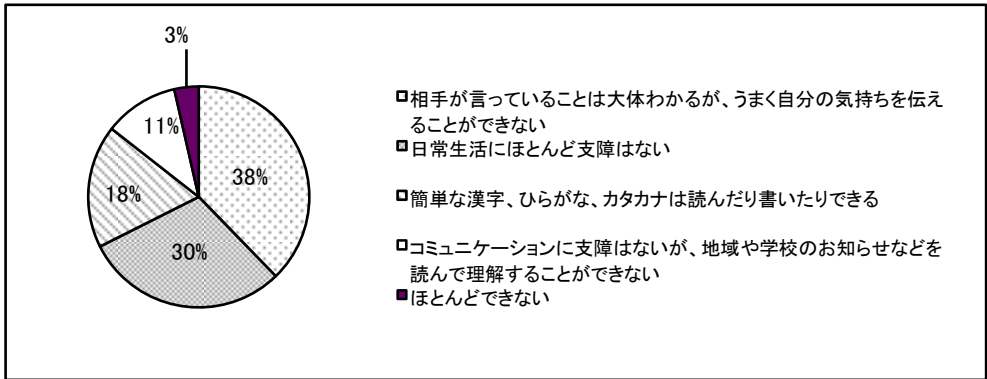 3%
11%
38%
18%
30%
相手が言っていることは大体わかるが、うまく自分の気持ちを伝え
ることができない
日常生活にほとんど支障はない
簡単な漢字、ひらがな、カタカナは読んだり書いたりできる
コミュニケーションに支障はないが、地域や学校のお知らせなどを
読んで理解することができない
ほとんどできない